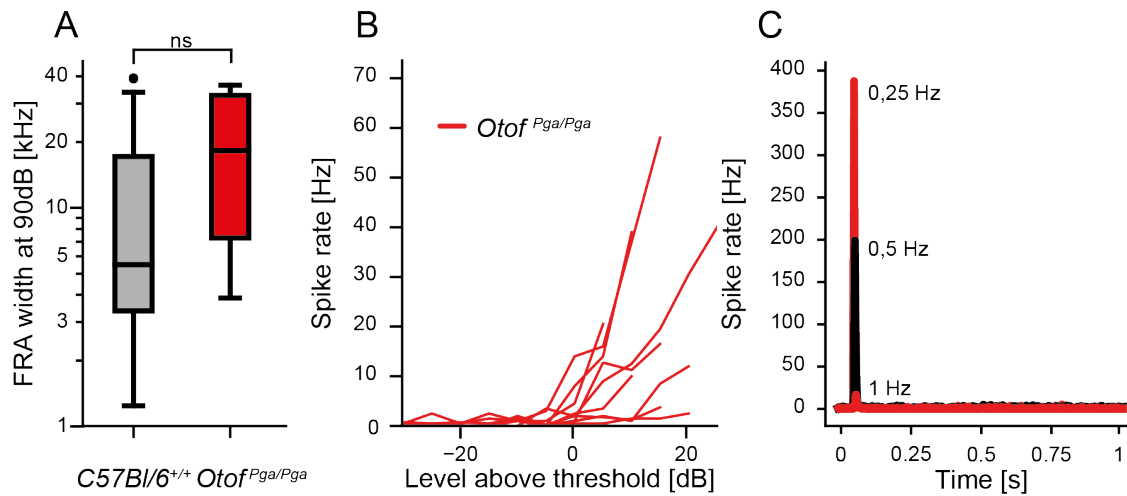 A
ns
FRA width at 90dB [kHz]
40
20
10
5
3
1
C57Bl/6+/+ Otof Pga/Pga
B
Spike rate [Hz]
70
60
50
40
30
20
10
0
Otof Pga/Pga
−20
0
20
Level above threshold [dB]
C
Spike rate [Hz]
400
350
300
250
200
150
100
50
0
0,25 Hz
0,5 Hz
1 Hz
0
0.25
0.5
0.75
1
Time [s]